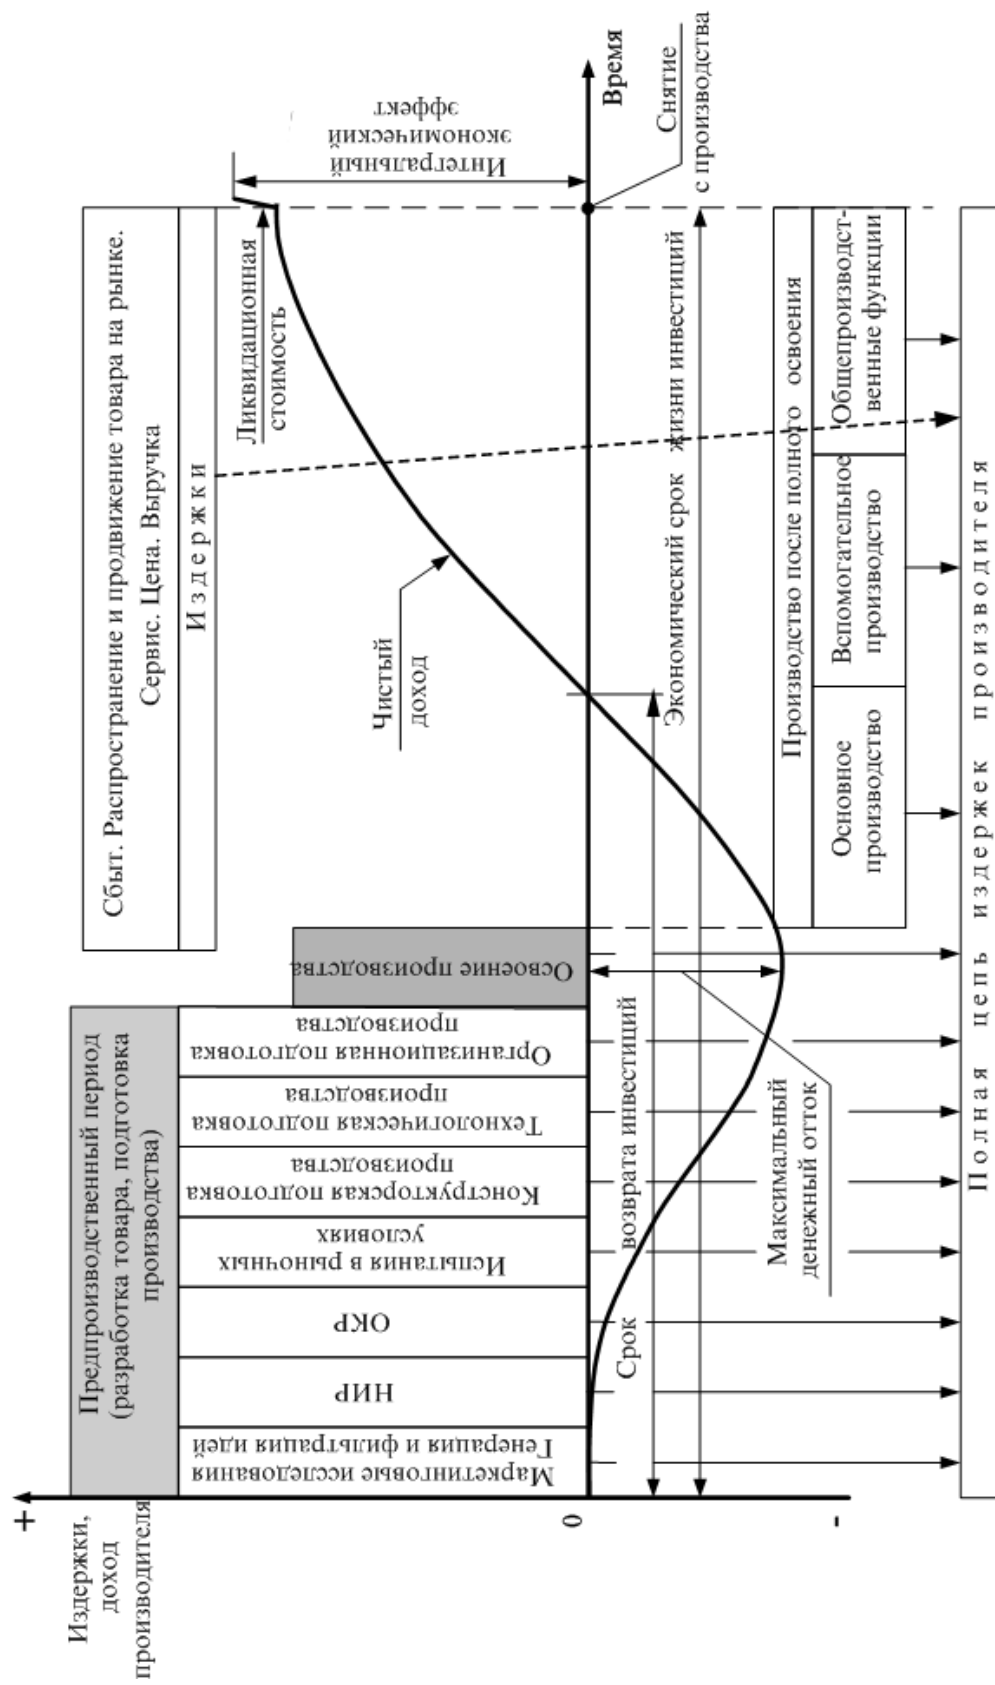 +
Издержки,
доход
производителя
0
-
Предпроизводственный период
(разработка товара, подготовка
производства)
Маркетинговые исследования
Генерация и фильтрация идей
НИР
ОКР
Испытания в рыночных
условиях
Конструкторская подготовка
производства
Технологическая подготовка
производства
Организационная подготовка
производства
Освоение производства
Сбыт. Распространение и продвижение товара на рынке.
Сервис. Цена. Выручка
Издержки
Ликвидационная
стоимость
Чистый
доход
Интегральный
экономический
эффект
Время
Снятие
с производства
Срок возврата инвестиций
Экономический срок жизни инвестиций
Максимальный
денежный отток
Производство после полного освоения
Основное
производство
Вспомогательное
производство
Общепроизводст-
венные функции
Полная цепь издержек производителя